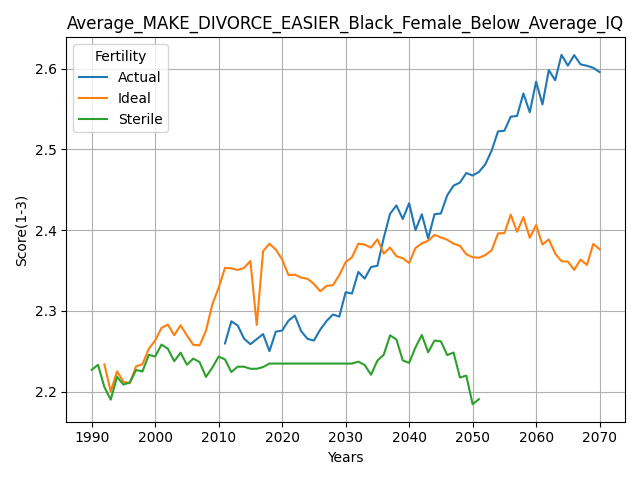 Average_MAKE_DIVORCE_EASIER_Black_Female_Below_Average_IQ
Fertility
Actual
Ideal
Sterile
Score(1-3)
2.6
2.5
2.4
2.3
2.2
1990 2000 2010 2020 2030 2040 2050 2060 2070
Years